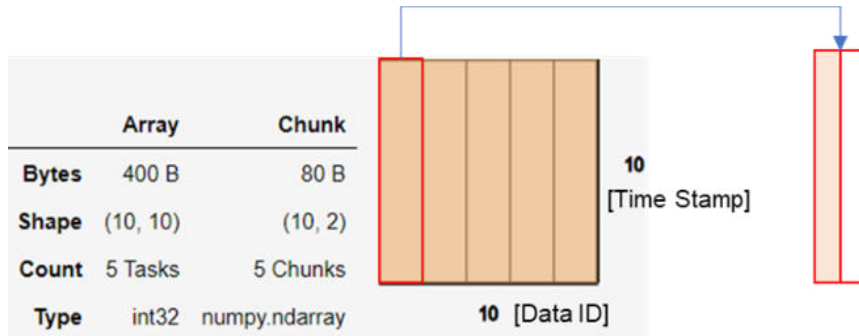 Array Chunk
Bytes 400 B 80 B
Shape (10, 10) (10, 2)
Count 5 Tasks 5 Chunks
Type int32 numpy.ndarray
10
[Time Stamp]
10 [Data ID]